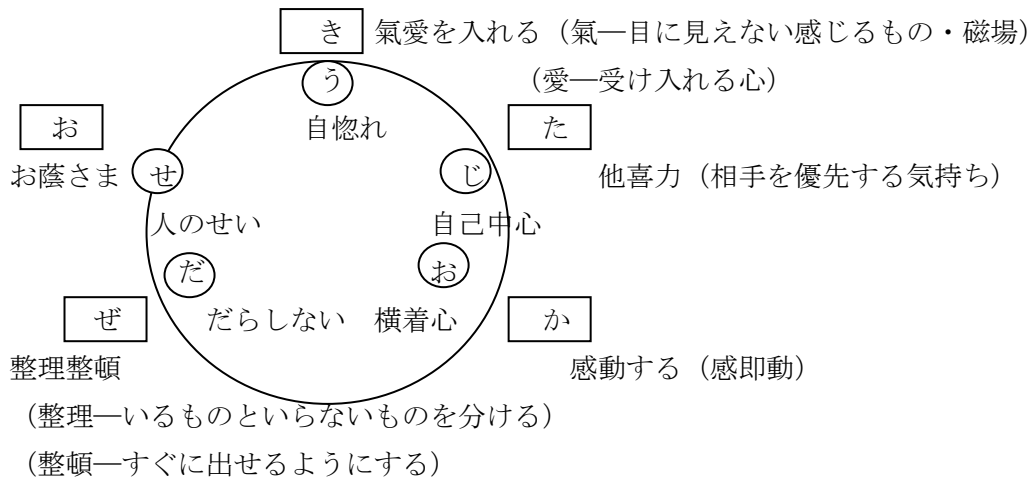 き 氣愛を入れる（氣―目に見えない感じるもの・磁場）
う （愛―受け入れる心）
お 自惚れ た
お蔭さま せ じ 他喜力（相手を優先する気持ち）
人のせい 自己中心
だ お
ぜ だらしない 横着心 か
整理整頓 感動する（感即動）
（整理―いるものといらないものを分ける）
（整頓―すぐに出せるようにする）